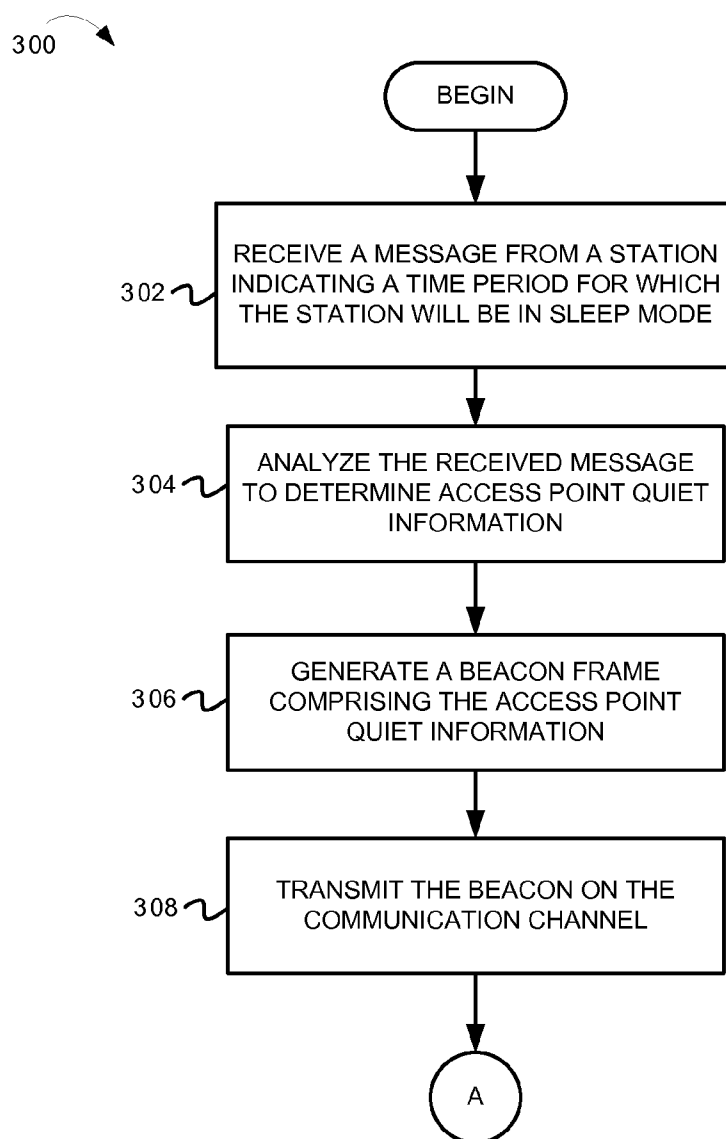 300
BEGIN
302
RECEIVE A MESSAGE FROM A STATION
INDICATING A TIME PERIOD FOR WHICH
THE STATION WILL BE IN SLEEP MODE
304
ANALYZE THE RECEIVED MESSAGE
TO DETERMINE ACCESS POINT QUIET
INFORMATION
306
GENERATE A BEACON FRAME
COMPRISING THE ACCESS POINT
QUIET INFORMATION
308
TRANSMIT THE BEACON ON THE
COMMUNICATION CHANNEL
A